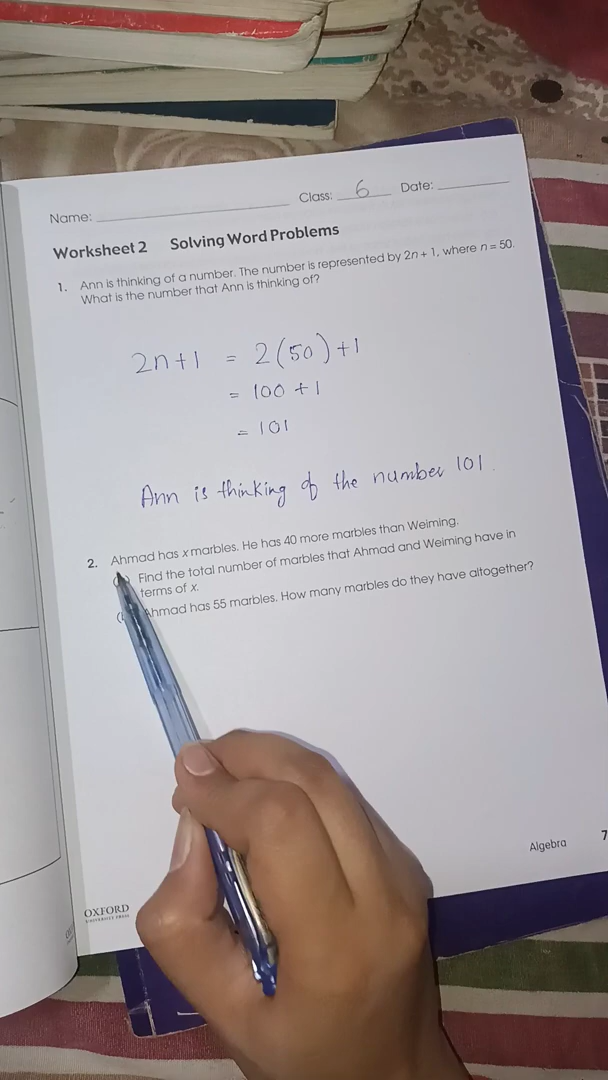 Name:
Class: 6 Date:
Worksheet 2 Solving Word Problems
1. Ann is thinking of a number. The number is represented by 2n + 1, where n = 50.
What is the number that Ann is thinking of?
2n+1 = 2(50)+1
= 100 +1
= 101
Ann is thinking of the number 101.
2. Ahmad has x marbles. He has 40 more marbles than Weiming.
Find the total number of marbles that Ahmad and Weiming have in
terms of x.
Ahmad has 55 marbles. How many marbles do they have altogether?
Algebra 7
OXFORD
UNIVERSITY PRESS